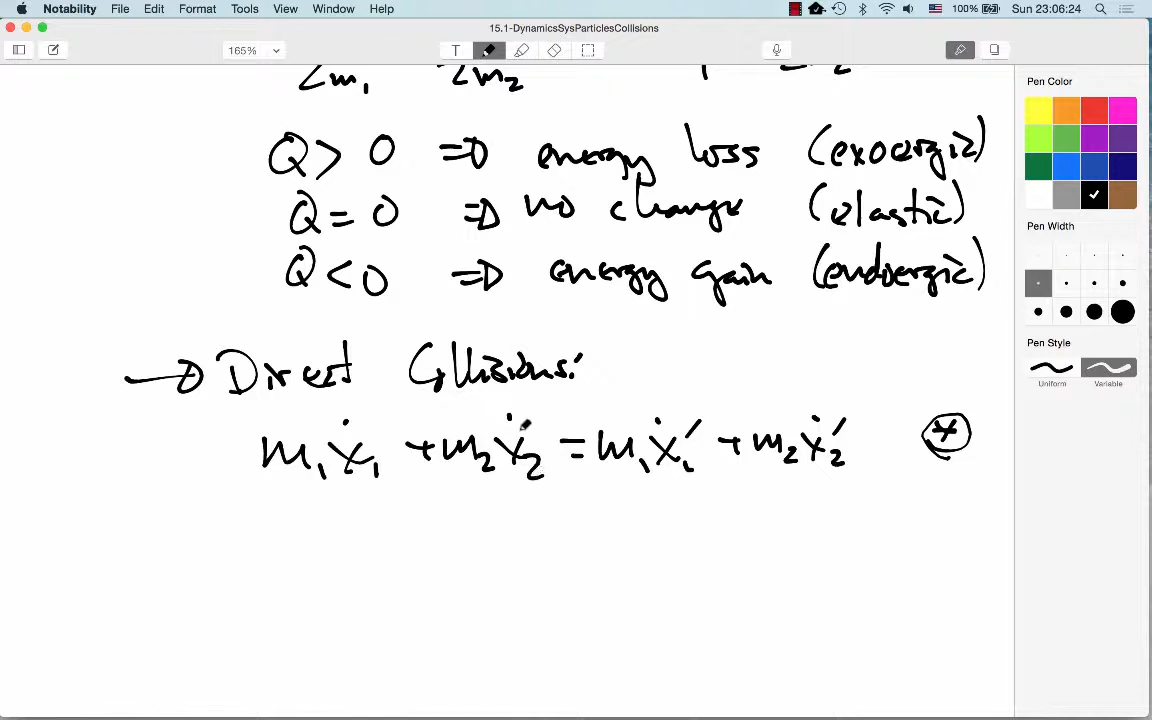 Notability File Edit Format Tools View Window Help 100% Sun 23:06:24
15.1-DynamicsSysParticlesCollisions
165%
T
2m₁ 2m₂
Q > 0 ⇒ energy loss (exoergic)
Q = 0 ⇒ no change (elastic)
Q < 0 ⇒ energy gain (endoergic)
→ Direct Collisions:
m₁ẋ₁ + m₂ẋ₂ = m₁ẋ₁′ + m₂ẋ₂′ (*)
Pen Color
Pen Width
Pen Style
Uniform Variable